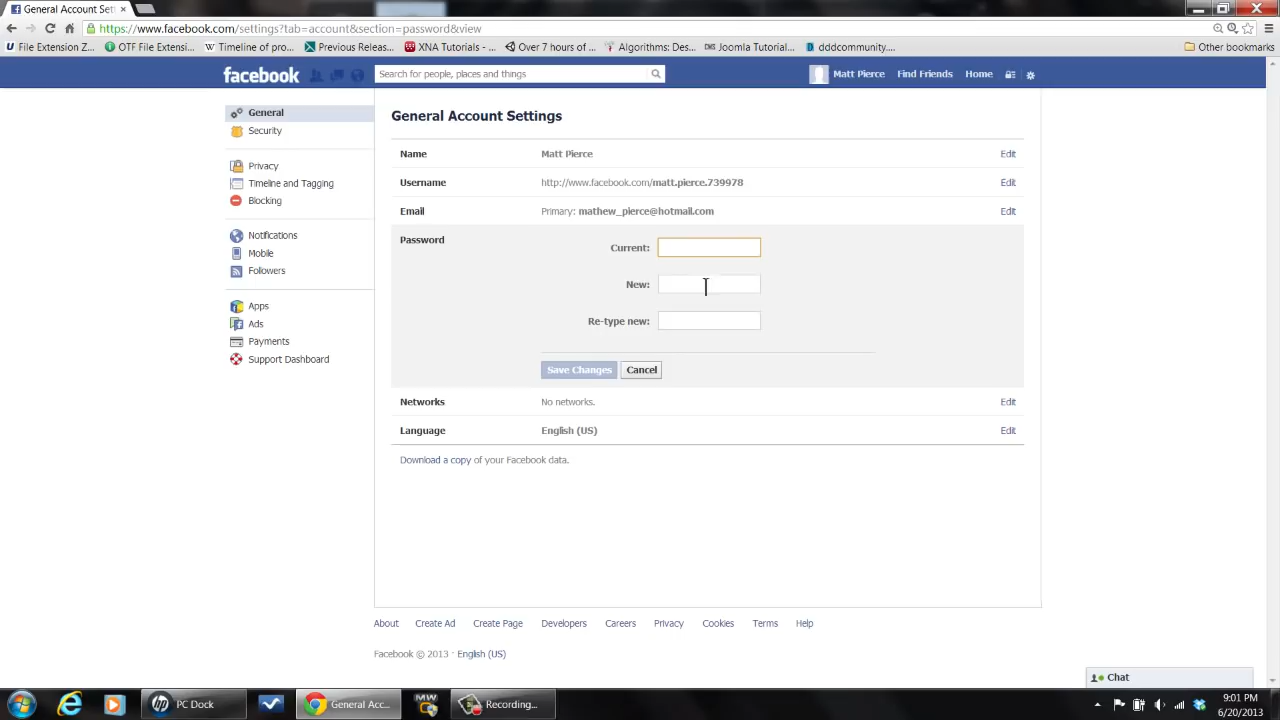 General Account Set
https://www.facebook.com/settings?tab=account&section=password&view
File Extension Z... OTF File Extensi... Timeline of pro... Previous Releas... XNA Tutorials - ... Over 7 hours of ... Algorithms: Des... Joomla Tutorial... dddcommunity.... Other bookmarks
facebook Search for people, places and things Matt Pierce Find Friends Home
General
Security
Privacy
Timeline and Tagging
Blocking
Notifications
Mobile
Followers
Apps
Ads
Payments
Support Dashboard
General Account Settings
Name Matt Pierce Edit
Username http://www.facebook.com/matt.pierce.739978 Edit
Email Primary: mathew_pierce@hotmail.com Edit
Password Current:
New:
Re-type new:
Save Changes Cancel
Networks No networks. Edit
Language English (US) Edit
Download a copy of your Facebook data.
About Create Ad Create Page Developers Careers Privacy Cookies Terms Help
Facebook © 2013 · English (US)
Chat
PC Dock General Acc... MW Recording... 9:01 PM
6/20/2013